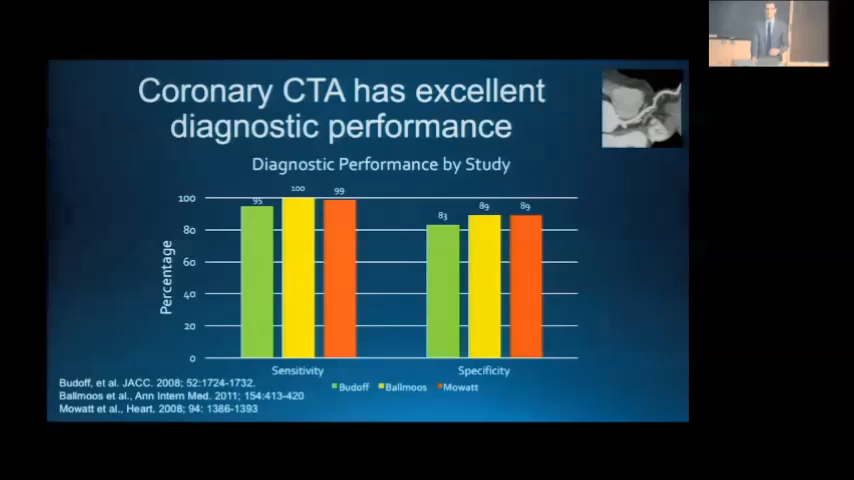 Coronary CTA has excellent
diagnostic performance
Diagnostic Performance by Study
Percentage
100
80
60
40
20
0
95
100
99
83
89
89
Sensitivity
Specificity
Budoff
Ballmoos
Mowatt
Budoff, et al. JACC. 2008; 52:1724-1732.
Ballmoos et al., Ann Intern Med. 2011; 154:413-420
Mowatt et al., Heart. 2008; 94: 1386-1393